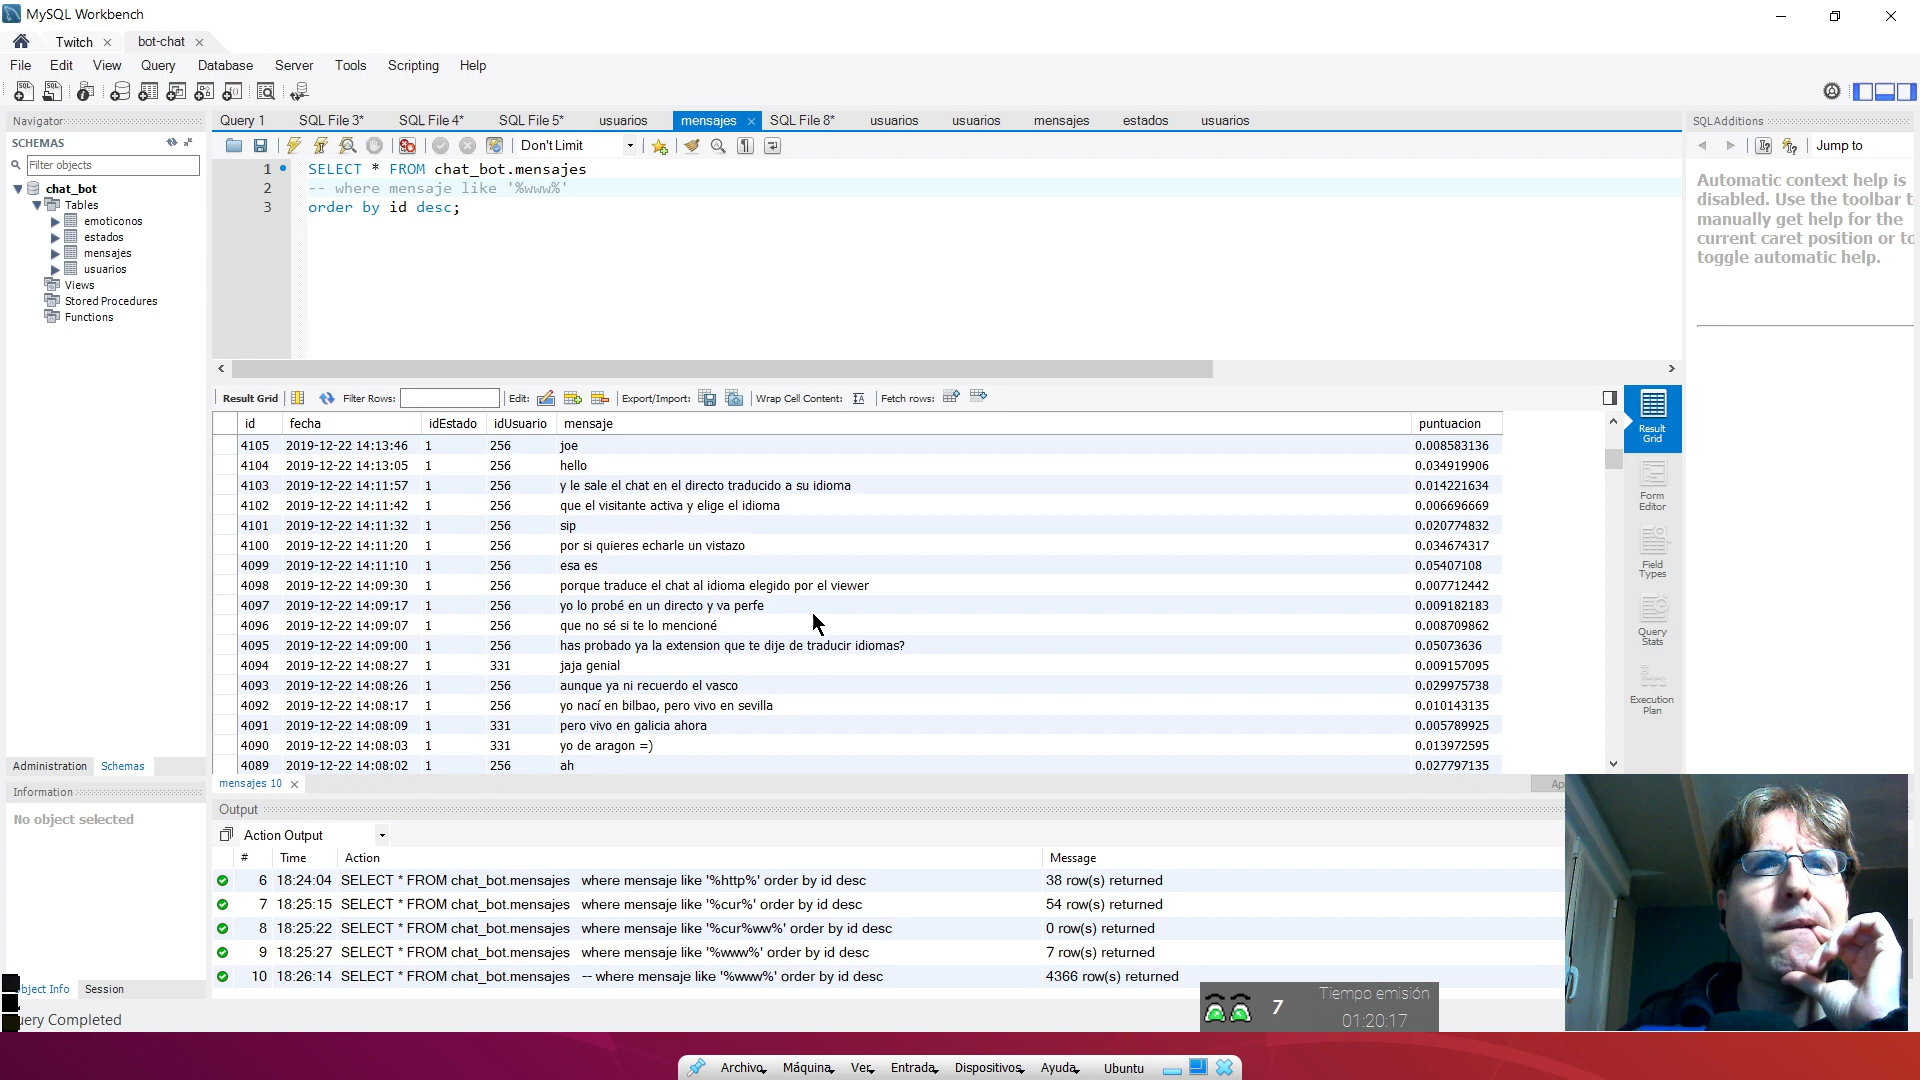 MySQL Workbench
Twitch
bot-chat
File Edit View Query Database Server Tools Scripting Help
Navigator
Query 1 SQL File 3* SQL File 4* SQL File 5* usuarios mensajes SQL File 8* usuarios usuarios mensajes estados usuarios
SQLAdditions
SCHEMAS
Filter objects
chat_bot
Tables
emoticonos
estados
mensajes
usuarios
Views
Stored Procedures
Functions
Don't Limit
1 SELECT * FROM chat_bot.mensajes
2 -- where mensaje like '%www%'
3 order by id desc;
Jump to
Automatic context help is
disabled. Use the toolbar t
manually get help for the
current caret position or to
toggle automatic help.
Result Grid Filter Rows: Edit: Export/Import: Wrap Cell Content: Fetch rows:
id fecha idEstado idUsuario mensaje puntuacion
4105 2019-12-22 14:13:46 1 256 joe 0.008583136
4104 2019-12-22 14:13:05 1 256 hello 0.034919906
4103 2019-12-22 14:11:57 1 256 y le sale el chat en el directo traducido a su idioma 0.014221634
4102 2019-12-22 14:11:42 1 256 que el visitante activa y elige el idioma 0.006696669
4101 2019-12-22 14:11:32 1 256 sip 0.020774832
4100 2019-12-22 14:11:20 1 256 por si quieres echarle un vistazo 0.034674317
4099 2019-12-22 14:11:10 1 256 esa es 0.05407108
4098 2019-12-22 14:09:30 1 256 porque traduce el chat al idioma elegido por el viewer 0.007712442
4097 2019-12-22 14:09:17 1 256 yo lo probé en un directo y va perfe 0.009182183
4096 2019-12-22 14:09:07 1 256 que no sé si te lo mencioné 0.008709862
4095 2019-12-22 14:09:00 1 256 has probado ya la extension que te dije de traducir idiomas? 0.05073636
4094 2019-12-22 14:08:27 1 331 jaja genial 0.009157095
4093 2019-12-22 14:08:26 1 256 aunque ya ni recuerdo el vasco 0.029975738
4092 2019-12-22 14:08:17 1 256 yo nací en bilbao, pero vivo en sevilla 0.010143135
4091 2019-12-22 14:08:09 1 331 pero vivo en galicia ahora 0.005789925
4090 2019-12-22 14:08:03 1 331 yo de aragon =) 0.013972595
4089 2019-12-22 14:08:02 1 256 ah 0.027797135
Result
Grid
Form
Editor
Field
Types
Query
Stats
Execution
Plan
Administration Schemas
mensajes 10
Ap
Information
No object selected
Output
Action Output
# Time Action Message
6 18:24:04 SELECT * FROM chat_bot.mensajes where mensaje like '%http%' order by id desc 38 row(s) returned
7 18:25:15 SELECT * FROM chat_bot.mensajes where mensaje like '%cur%' order by id desc 54 row(s) returned
8 18:25:22 SELECT * FROM chat_bot.mensajes where mensaje like '%cur%ww%' order by id desc 0 row(s) returned
9 18:25:27 SELECT * FROM chat_bot.mensajes where mensaje like '%www%' order by id desc 7 row(s) returned
10 18:26:14 SELECT * FROM chat_bot.mensajes -- where mensaje like '%www%' order by id desc 4366 row(s) returned
bject Info Session
uery Completed
7
Tiempo emisión
01:20:17
Archivo Máquina Ver Entrada Dispositivos Ayuda Ubuntu